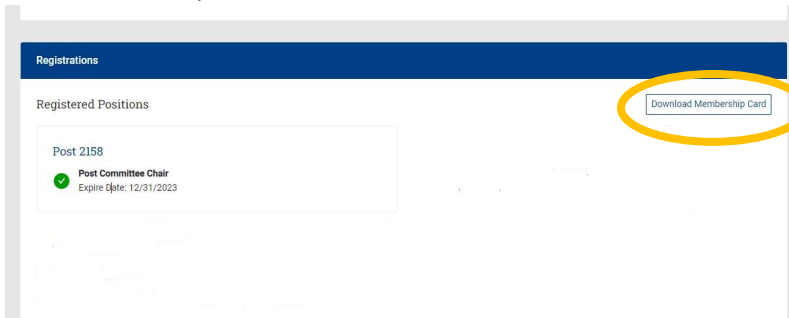 Registrations
Registered Positions
Download Membership Card
Post 2158
Post Committee Chair
Expire Date: 12/31/2023